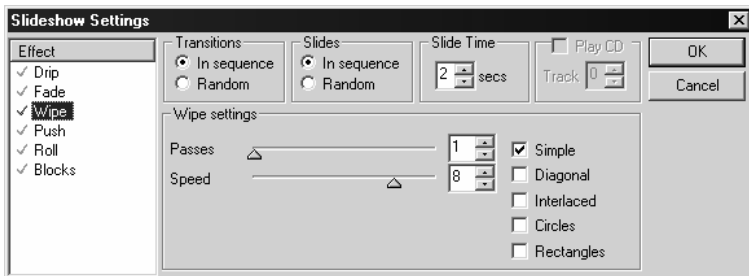 Slideshow Settings
Effect
Drip
Fade
Wipe
Push
Roll
Blocks
Transitions
In sequence
Random
Slides
In sequence
Random
Slide Time
2 secs
Play CD
Track 0
OK
Cancel
Wipe settings
Passes 1
Speed 8
Simple
Diagonal
Interlaced
Circles
Rectangles